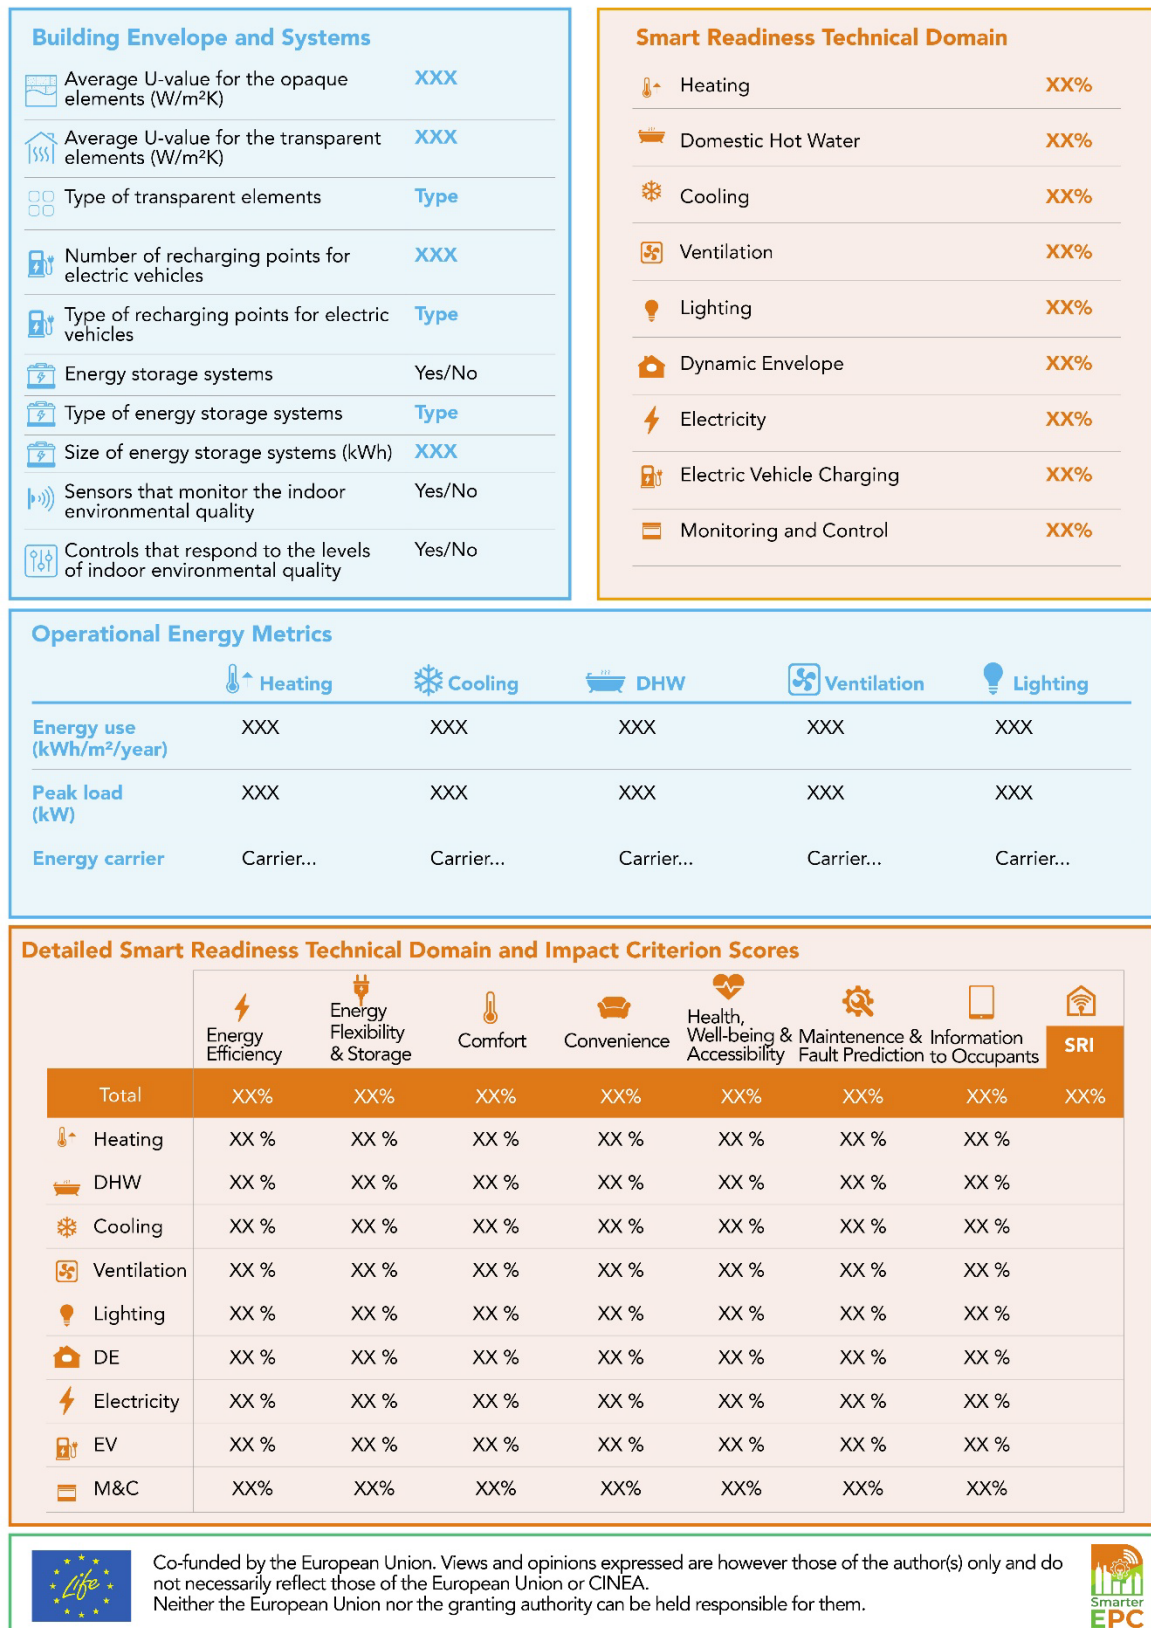 Building Envelope and Systems
Average U-value for the opaque
elements (W/m²K)
XXX
Average U-value for the transparent
elements (W/m²K)
XXX
Type of transparent elements
Type
Number of recharging points for
electric vehicles
XXX
Type of recharging points for electric
vehicles
Type
Energy storage systems
Yes/No
Type of energy storage systems
Type
Size of energy storage systems (kWh)
XXX
Sensors that monitor the indoor
environmental quality
Yes/No
Controls that respond to the levels
of indoor environmental quality
Yes/No
Smart Readiness Technical Domain
Heating XX%
Domestic Hot Water XX%
Cooling XX%
Ventilation XX%
Lighting XX%
Dynamic Envelope XX%
Electricity XX%
Electric Vehicle Charging XX%
Monitoring and Control XX%
Operational Energy Metrics
Heating Cooling DHW Ventilation Lighting
Energy use
(kWh/m²/year)
XXX XXX XXX XXX XXX
Peak load
(kW)
XXX XXX XXX XXX XXX
Energy carrier Carrier... Carrier... Carrier... Carrier... Carrier...
Detailed Smart Readiness Technical Domain and Impact Criterion Scores
Energy
Efficiency
Energy
Flexibility
& Storage
Comfort
Convenience
Health,
Well-being &
Accessibility
Maintenence &
Fault Prediction
Information
to Occupants
SRI
Total XX% XX% XX% XX% XX% XX% XX% XX%
Heating XX % XX % XX % XX % XX % XX % XX %
DHW XX % XX % XX % XX % XX % XX % XX %
Cooling XX % XX % XX % XX % XX % XX % XX %
Ventilation XX % XX % XX % XX % XX % XX % XX %
Lighting XX % XX % XX % XX % XX % XX % XX %
DE XX % XX % XX % XX % XX % XX % XX %
Electricity XX % XX % XX % XX % XX % XX % XX %
EV XX % XX % XX % XX % XX % XX % XX %
M&C XX% XX% XX% XX% XX% XX% XX%
Life
Co-funded by the European Union. Views and opinions expressed are however those of the author(s) only and do
not necessarily reflect those of the European Union or CINEA.
Neither the European Union nor the granting authority can be held responsible for them.
Smarter
EPC